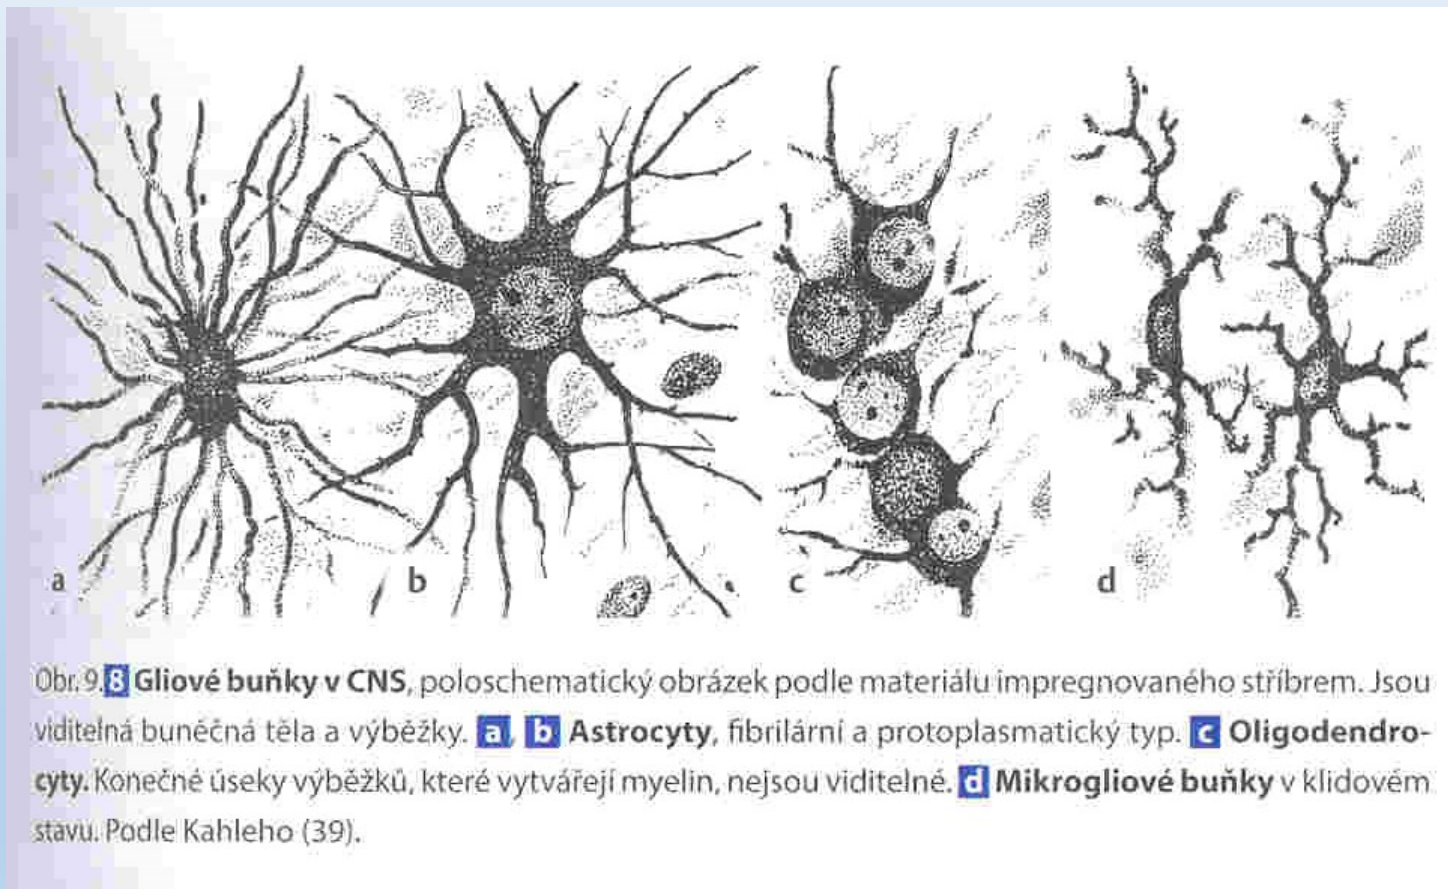 a b c d
Obr. 9.8 Gliové buňky v CNS, poloschematický obrázek podle materiálu impregnovaného stříbrem. Jsou
viditelná buněčná těla a výběžky. a, b Astrocyty, fibrilární a protoplasmatický typ. c Oligodendro-
cyty. Konečné úseky výběžků, které vytvářejí myelin, nejsou viditelné. d Mikrogliové buňky v klidovém
stavu. Podle Kahleho (39).